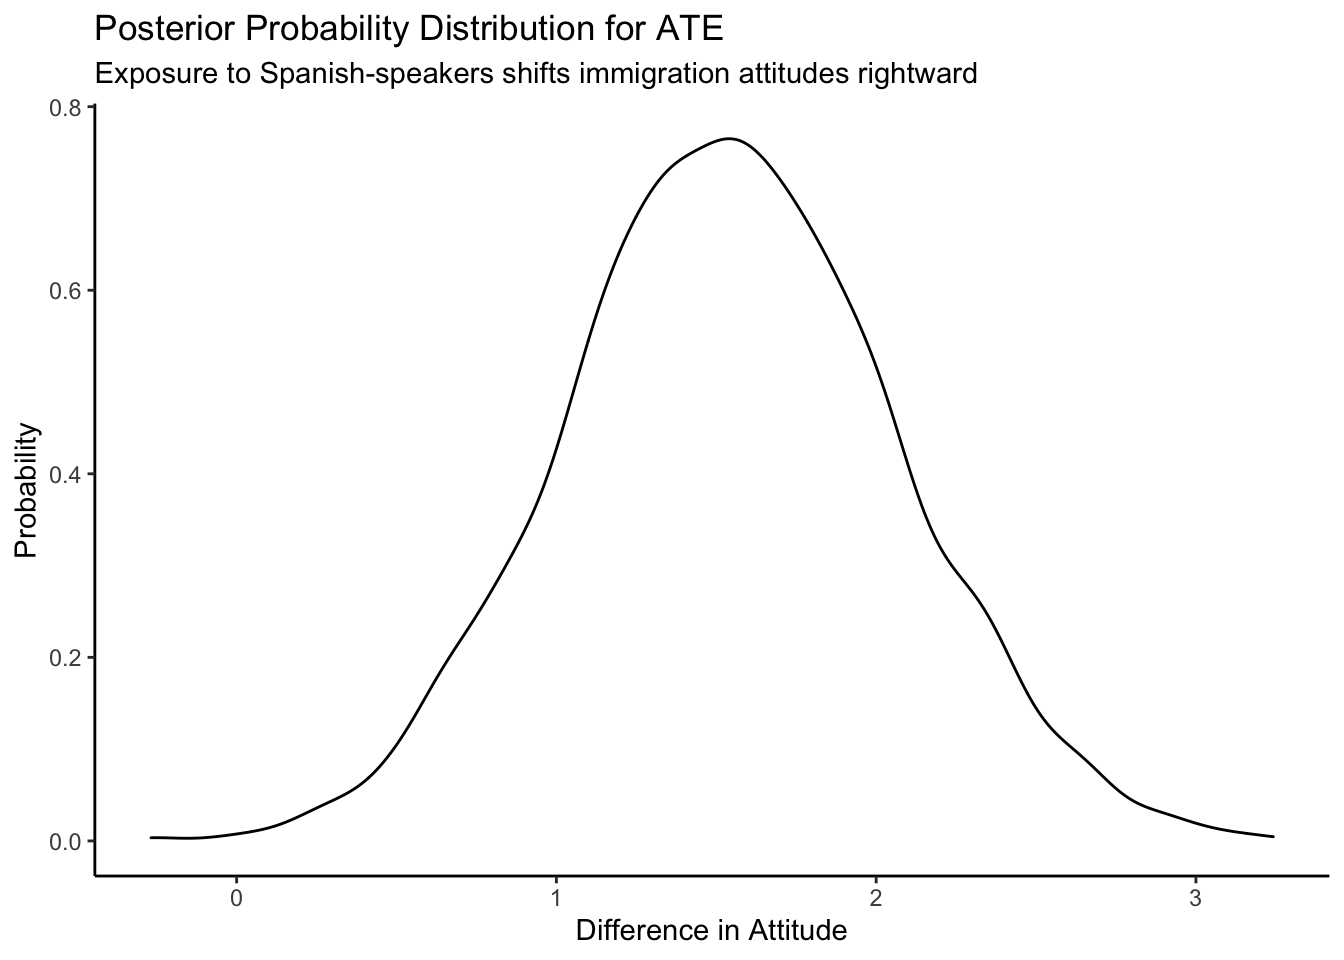 Posterior Probability Distribution for ATE
Exposure to Spanish-speakers shifts immigration attitudes rightward
0.8
0.6
0.4
0.2
0.0
Probability
0 1 2 3
Difference in Attitude